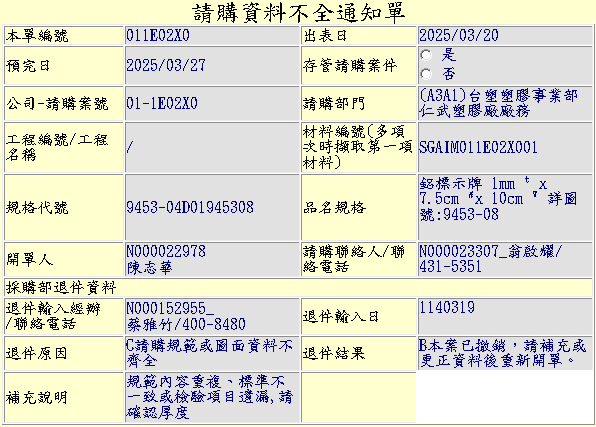 請購資料不全通知單
本單編號 011E02X0 出表日 2025/03/20
預完日 2025/03/27 存管請購案件 是
否
公司-請購案號 01-1E02X0 請購部門 (A3A1)台塑塑膠事業部
仁武塑膠廠廠務
工程編號/工程
名稱 / 材料編號(多項
次時擷取第一項
材料) SGAIM011E02X001
規格代號 9453-04D01945308 品名規格 鋁標示牌 1mm t x
7.5cm #x 10cm W 詳圖
號:9453-08
開單人 N000022978
陳志華 請購聯絡人/聯
絡電話 N000023307_翁啟耀/
431-5351
採購部退件資料
退件輸入經辦
/聯絡電話 N000152955_
蔡雅竹/400-8480 退件輸入日 1140319
退件原因 C請購規範或圖面資料不
齊全 退件結果 B本案已撤銷，請補充或
更正資料後重新開單。
補充說明 規範內容重複、標準不
一致或檢驗項目遺漏,請
確認厚度